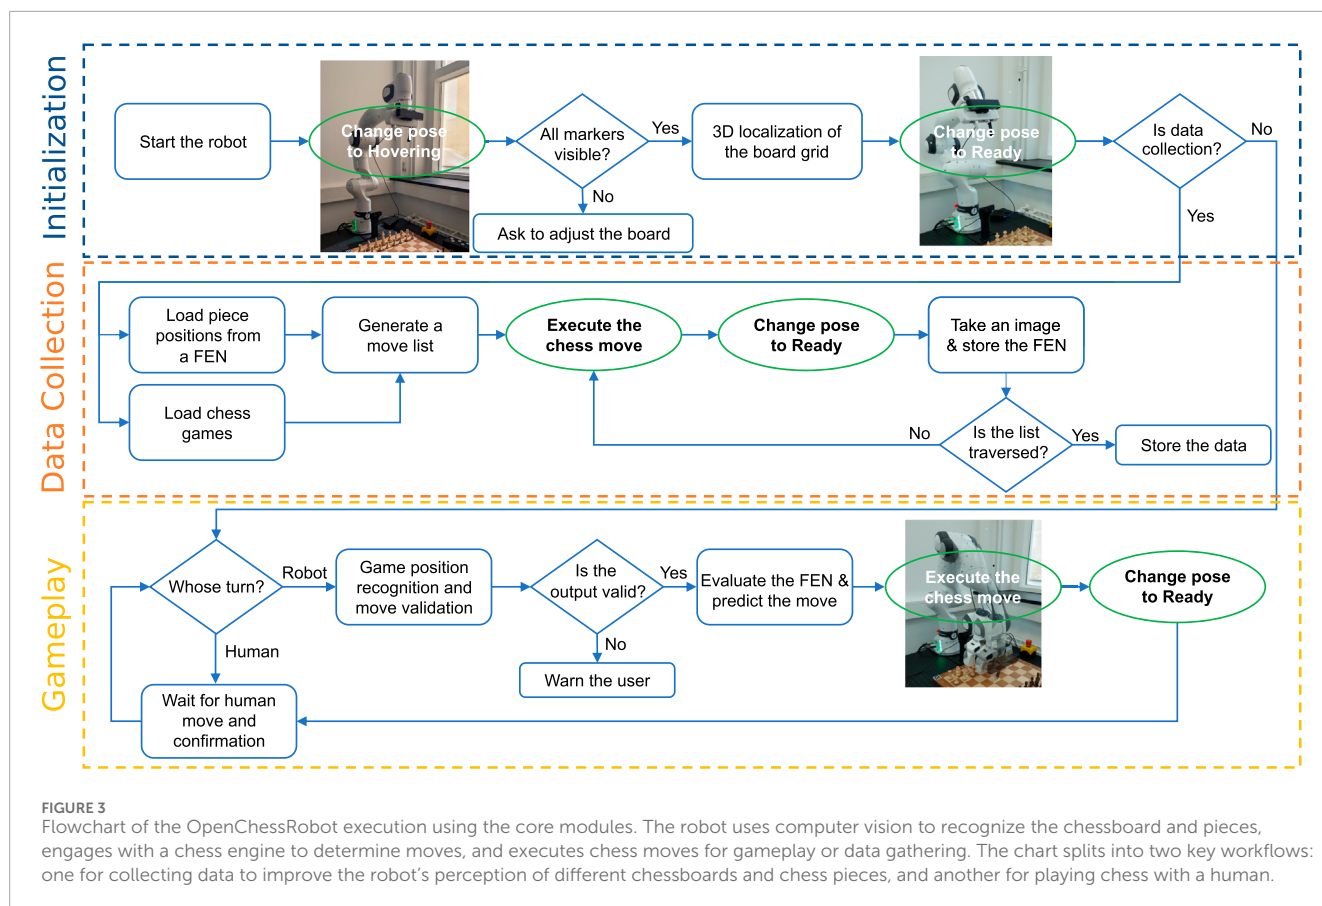 Initialization
Start the robot
Change pose
to Hovering
All markers
visible?
Yes
No
Ask to adjust the board
3D localization of
the board grid
Change pose
to Ready
Is data
collection?
No
Yes
Data Collection
Load piece
positions from
a FEN
Load chess
games
Generate a
move list
Execute the
chess move
Change pose
to Ready
Take an image
& store the FEN
Is the list
traversed?
No
Yes
Store the data
Gameplay
Whose turn?
Robot
Human
Wait for human
move and
confirmation
Game position
recognition and
move validation
Is the
output valid?
Yes
No
Warn the user
Evaluate the FEN &
predict the move
Execute the
chess move
Change pose
to Ready
FIGURE 3
Flowchart of the OpenChessRobot execution using the core modules. The robot uses computer vision to recognize the chessboard and pieces,
engages with a chess engine to determine moves, and executes chess moves for gameplay or data gathering. The chart splits into two key workflows:
one for collecting data to improve the robot's perception of different chessboards and chess pieces, and another for playing chess with a human.